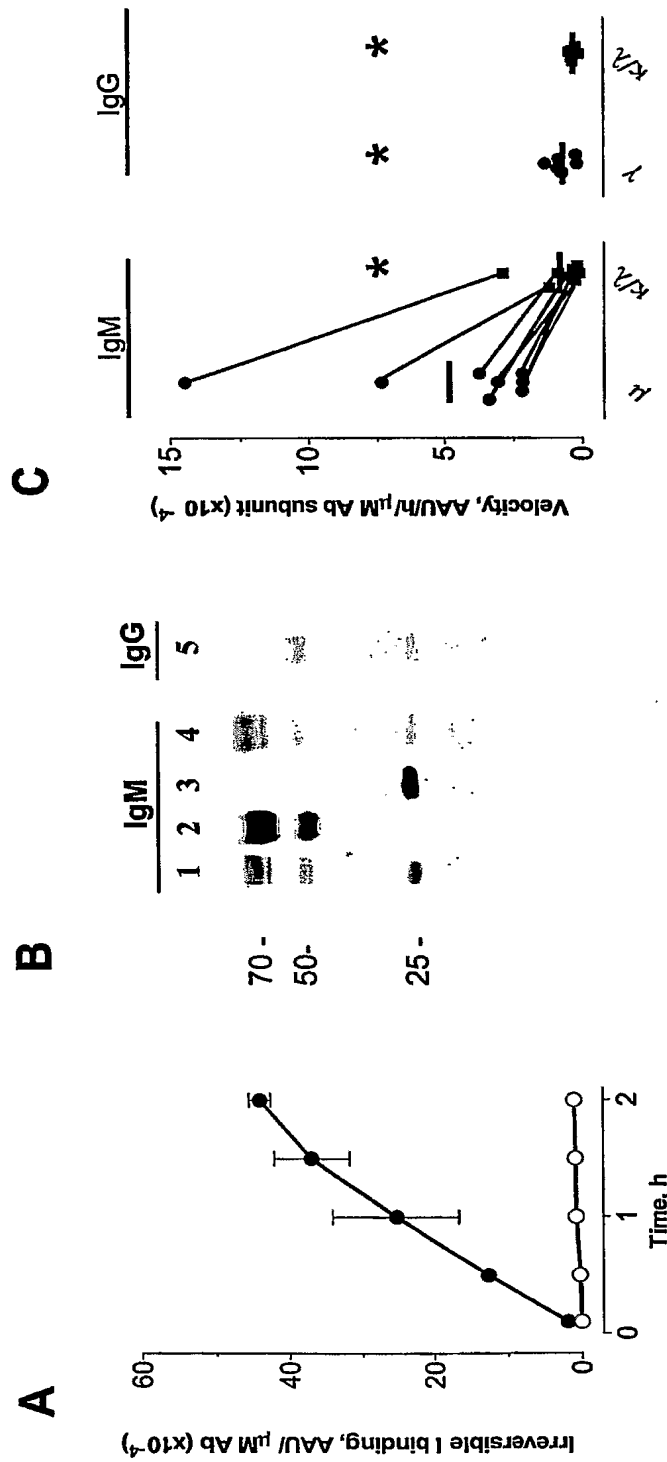 A
Irreversible I binding, AAU/ µM Ab (x10⁻⁴)
60
40
20
0
0
1
2
Time, h
B
IgM
IgG
1
2
3
4
5
70 -
50-
25 -
C
IgM
IgG
Velocity, AAU/h/µM Ab subunit (x10⁻⁴)
15
10
5
0
*
*
*
μ
κ/λ
γ
κ/λ